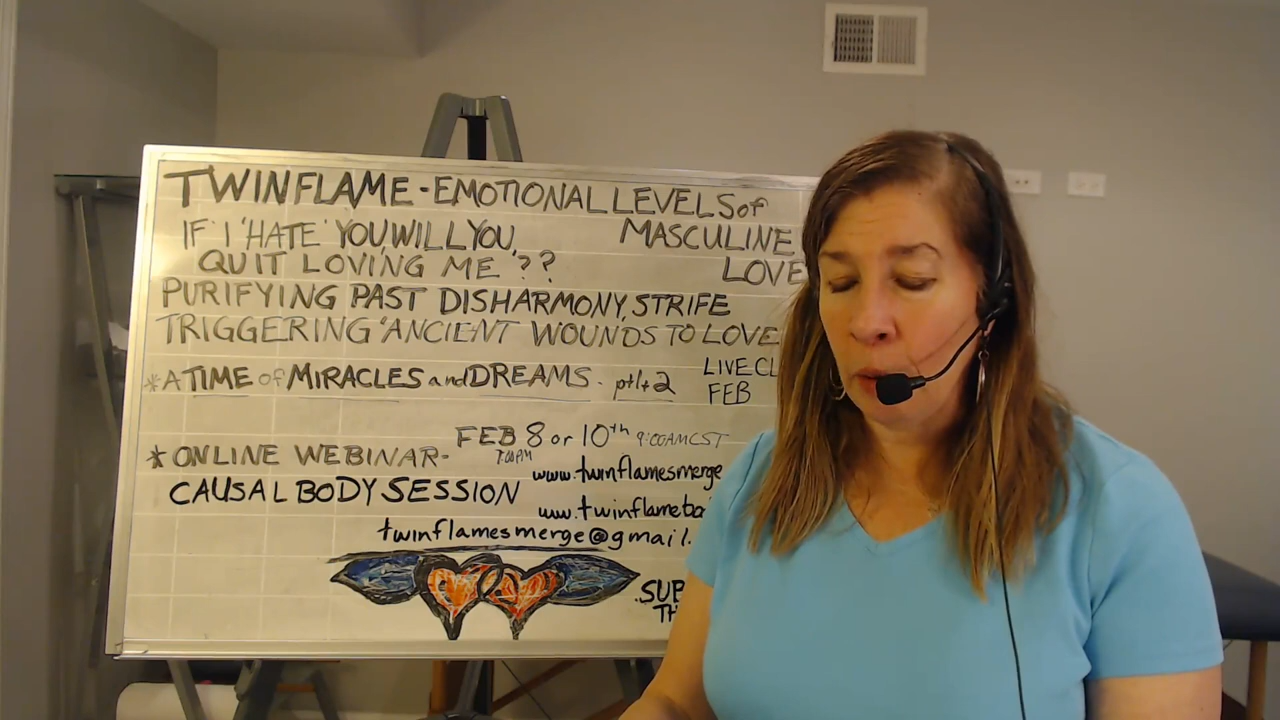 TWINFLAME - EMOTIONAL LEVELS of
MASCULINE
LOVE
IF I 'HATE' YOU, WILL YOU,
QUIT LOVING ME'??
PURIFYING PAST DISHARMONY, STRIFE
TRIGGERING 'ANCIENT WOUNDS TO LOVE
*A TIME of MIRACLES and DREAMS. pt 1+2
LIVE CL
FEB
FEB 8 or 10th 9:00AM CST
7:00PM
*ONLINE WEBINAR-
CAUSAL BODY SESSION
www.twinflamesmerge
www.twinflamebo
twinflamesmerge@gmail.
SUB
TH